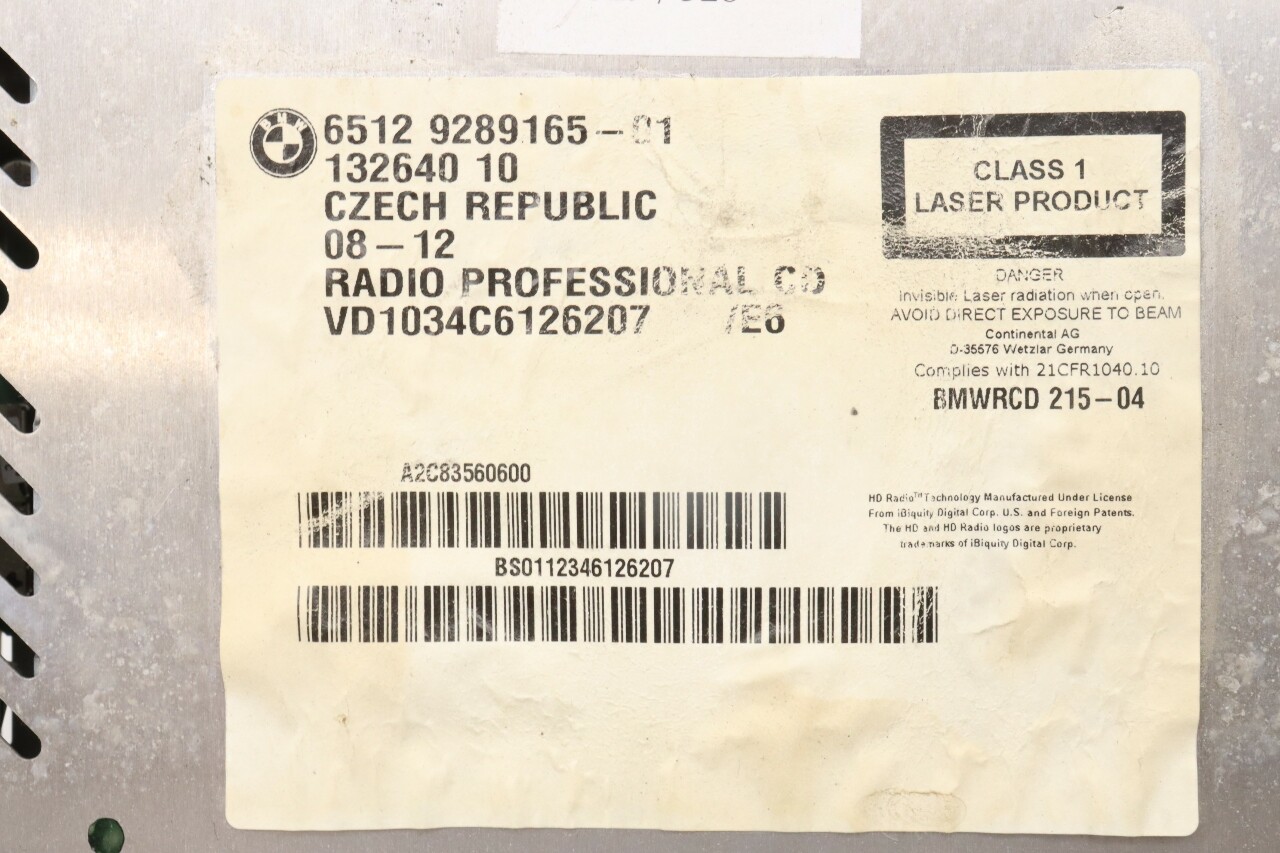 BMW
6512 9289165-01
132640 10
CZECH REPUBLIC
08-12
RADIO PROFESSIONAL CD
VD1034C6126207 /E6
CLASS 1
LASER PRODUCT
DANGER
Invisible Laser radiation when open.
AVOID DIRECT EXPOSURE TO BEAM
Continental AG
D-35576 Wetzlar Germany
Complies with 21CFR1040.10
BMWRCD 215-04
A2C83560600
BS0112346126207
HD Radio™ Technology Manufactured Under License
From iBiquity Digital Corp. U.S. and Foreign Patents.
The HD and HD Radio logos are proprietary
trademarks of iBiquity Digital Corp.